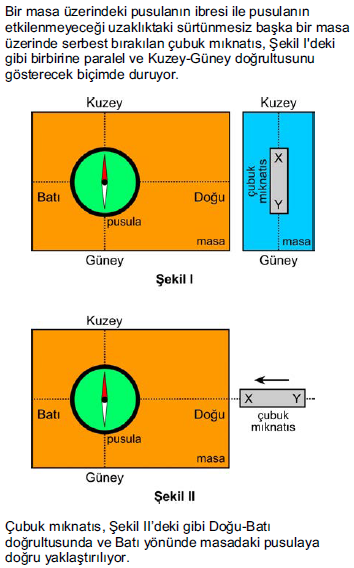 Bir masa üzerindeki pusulanın ibresi ile pusulanın
etkilenmeyeceği uzaklıktaki sürtünmesiz başka bir masa
üzerinde serbest bırakılan çubuk mıknatıs, Şekil I'deki
gibi birbirine paralel ve Kuzey-Güney doğrultusunu
gösterecek biçimde duruyor.
Kuzey
Kuzey
X
çubuk
mıknatıs
Y
Batı
Doğu
pusula
masa
masa
Güney
Güney
Şekil I
Kuzey
Batı
Doğu
X
Y
çubuk
mıknatıs
pusula
masa
Güney
Şekil II
Çubuk mıknatıs, Şekil II'deki gibi Doğu-Batı
doğrultusunda ve Batı yönünde masadaki pusulaya
doğru yaklaştırılıyor.